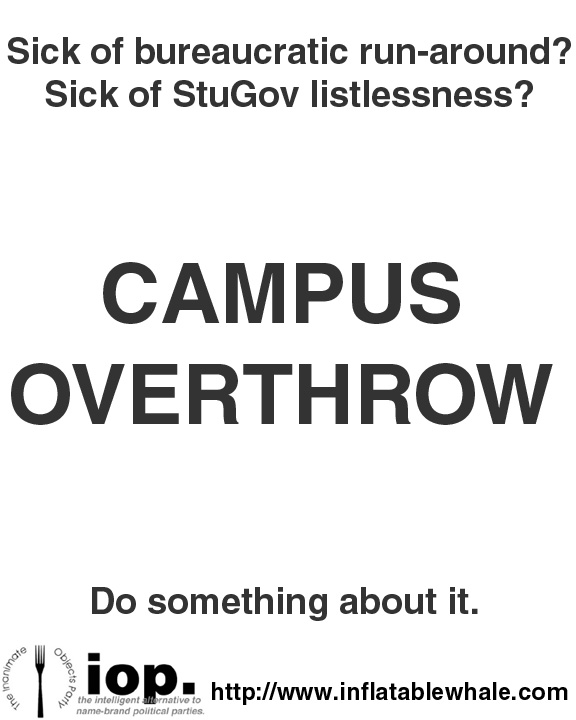 Sick of bureaucratic run-around?
Sick of StuGov listlessness?
CAMPUS
OVERTHROW
Do something about it.
The Inanimate Objects Party
iop.
the intelligent alternative to
name-brand political parties.
http://www.inflatablewhale.com